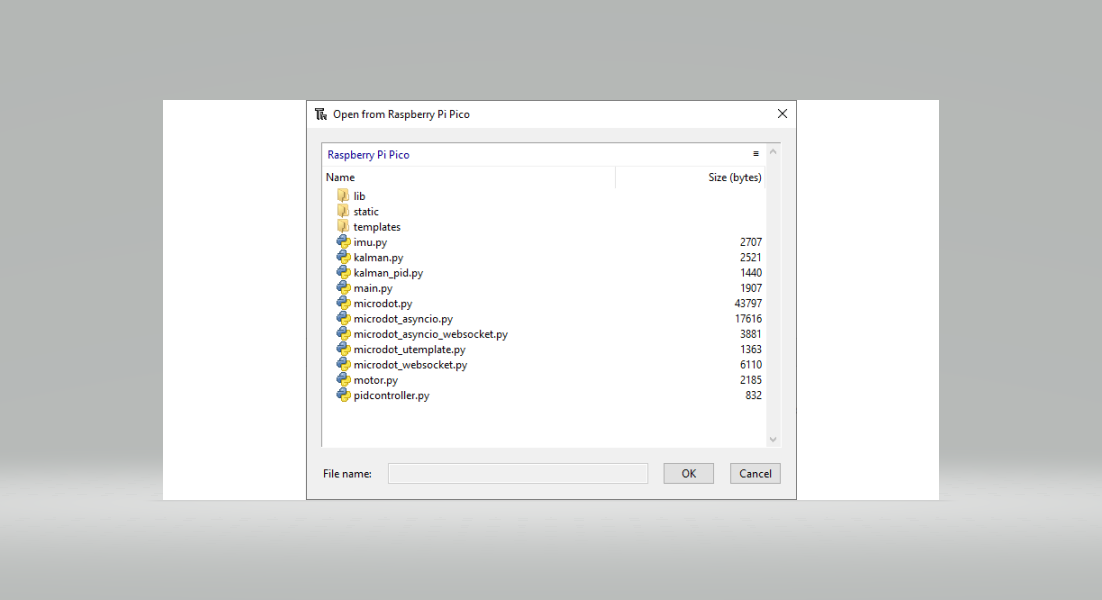 Open from Raspberry Pi Pico
Raspberry Pi Pico
Name Size (bytes)
lib
static
templates
imu.py 2707
kalman.py 2521
kalman_pid.py 1440
main.py 1907
microdot.py 43797
microdot_asyncio.py 17616
microdot_asyncio_websocket.py 3881
microdot_utemplate.py 1363
microdot_websocket.py 6110
motor.py 2185
pidcontroller.py 832
File name: OK Cancel